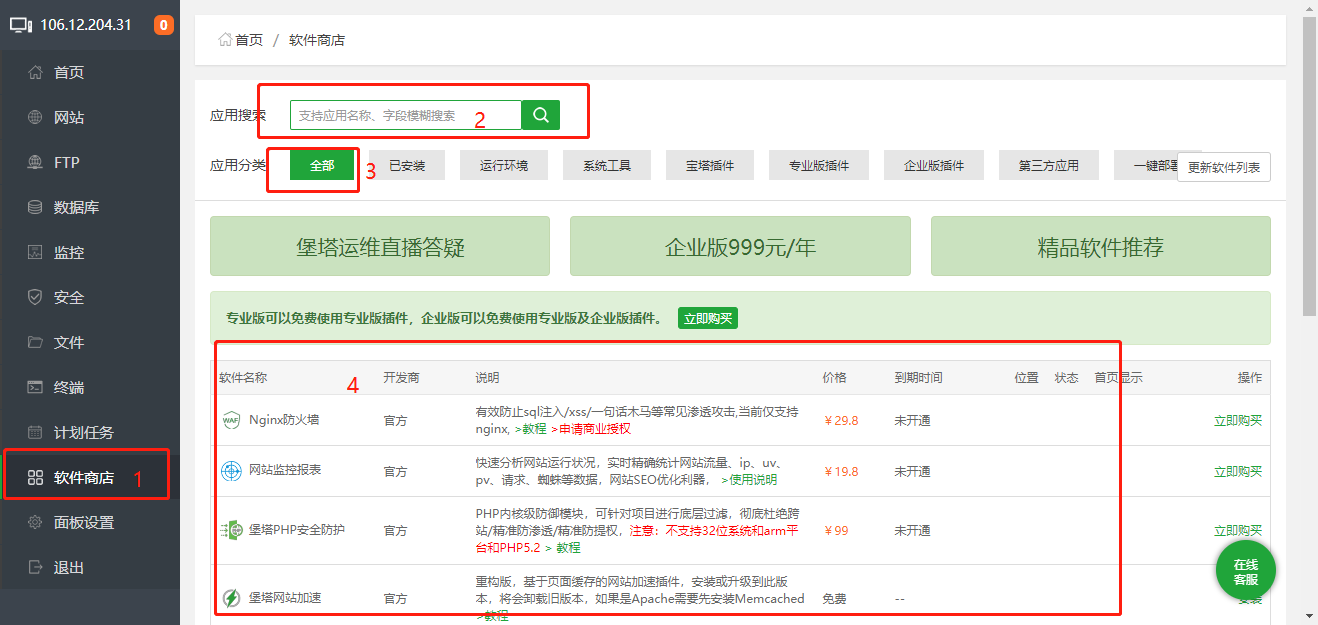 106.12.204.31 0
首页
网站
FTP
数据库
监控
安全
文件
终端
计划任务
软件商店 1
面板设置
退出
首页 / 软件商店
应用搜索 支持应用名称、字段模糊搜索 2
应用分类 全部 3 已安装 运行环境 系统工具 宝塔插件 专业版插件 企业版插件 第三方应用 一键部署 更新软件列表
堡塔运维直播答疑 企业版999元/年 精品软件推荐
专业版可以免费使用专业版插件，企业版可以免费使用专业版及企业版插件。 立即购买
软件名称 4 开发商 说明 价格 到期时间 位置 状态 首页显示 操作
WAF Nginx防火墙 官方 有效防止sql注入/xss/一句话木马等常见渗透攻击,当前仅支持
nginx, >教程 >申请商业授权 ￥29.8 未开通 立即购买
网站监控报表 官方 快速分析网站运行状况，实时精确统计网站流量、ip、uv、
pv、请求、蜘蛛等数据，网站SEO优化利器， >使用说明 ￥19.8 未开通 立即购买
堡塔PHP安全防护 官方 PHP内核级防御模块，可针对项目进行底层过滤，彻底杜绝跨
站/精准防渗透/精准防提权，注意：不支持32位系统和arm平
台和PHP5.2 > 教程 ￥99 未开通 立即购买
堡塔网站加速 官方 重构版，基于页面缓存的网站加速插件，安装或升级到此版
本，将会卸载旧版本，如果是Apache需要先安装Memcached
>教程 免费 -- 安装
在线
客服